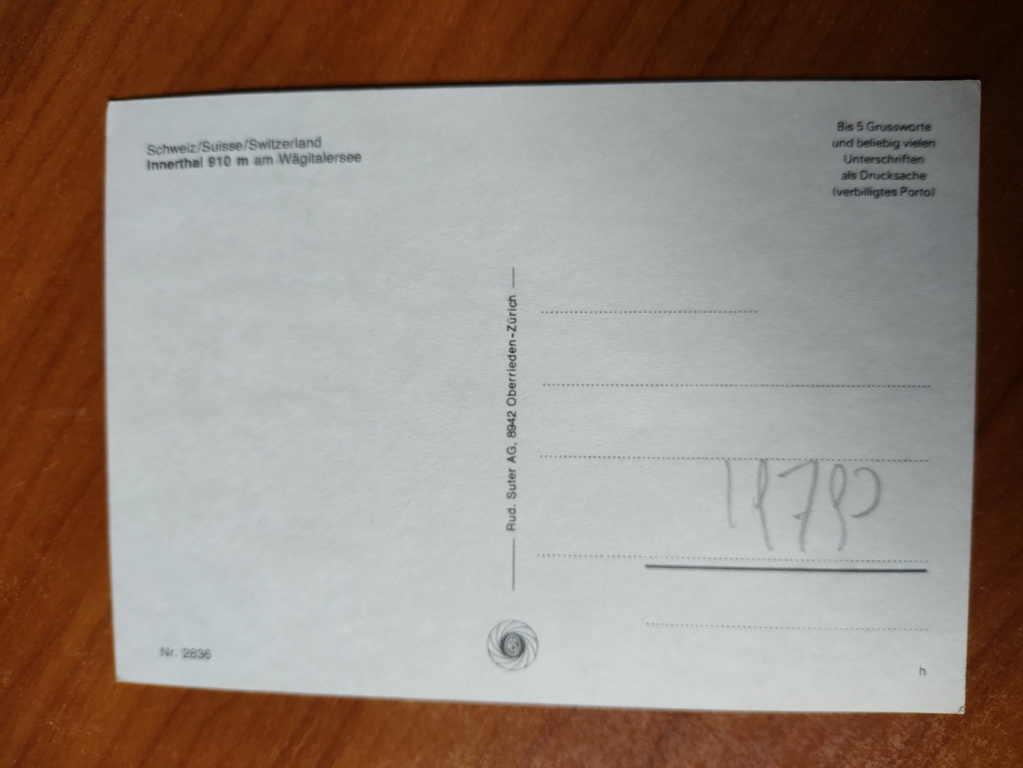 Schweiz/Suisse/Switzerland
Innerthal 910 m am Wägitalersee
Bis 5 Grussworte
und beliebig vielen
Unterschriften
als Drucksache
(verbilligtes Porto)
Rud. Suter AG, 8942 Oberrieden-Zürich
Nr. 2836
h